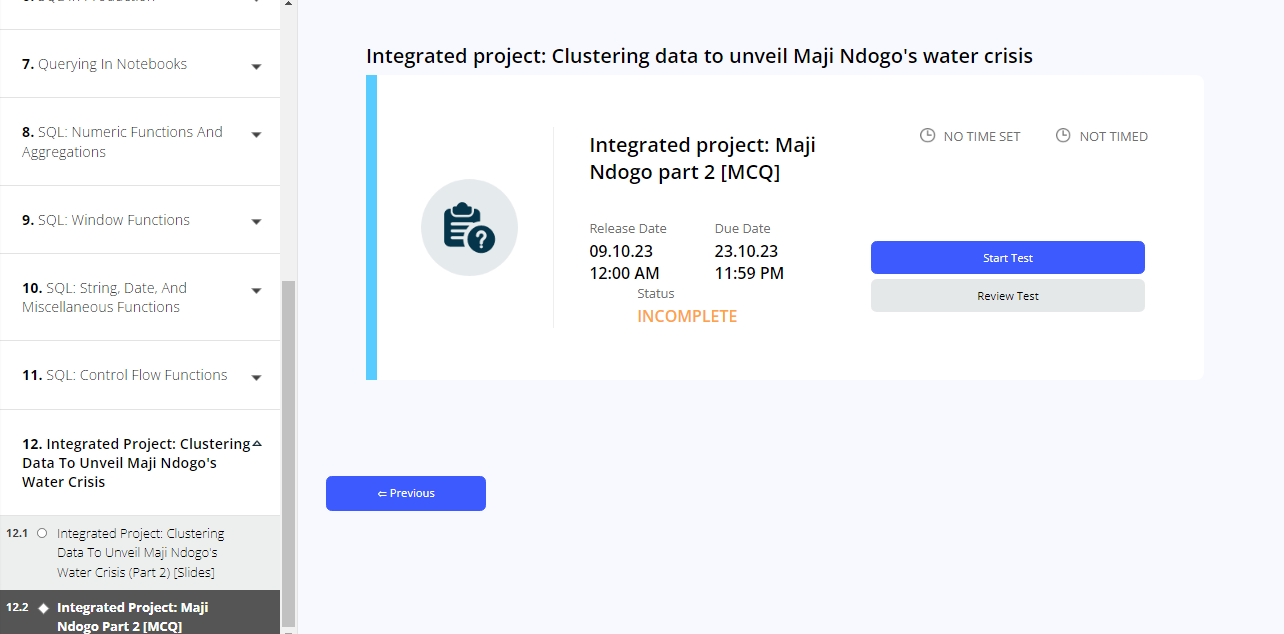 7. Querying In Notebooks
8. SQL: Numeric Functions And
Aggregations
9. SQL: Window Functions
10. SQL: String, Date, And
Miscellaneous Functions
11. SQL: Control Flow Functions
12. Integrated Project: Clustering
Data To Unveil Maji Ndogo's
Water Crisis
12.1 Integrated Project: Clustering
Data To Unveil Maji Ndogo's
Water Crisis (Part 2) [Slides]
12.2 Integrated Project: Maji
Ndogo Part 2 [MCQ]
Integrated project: Clustering data to unveil Maji Ndogo's water crisis
Integrated project: Maji
Ndogo part 2 [MCQ]
NO TIME SET
NOT TIMED
Release Date
09.10.23
12:00 AM
Due Date
23.10.23
11:59 PM
Status
INCOMPLETE
Start Test
Review Test
⇐ Previous